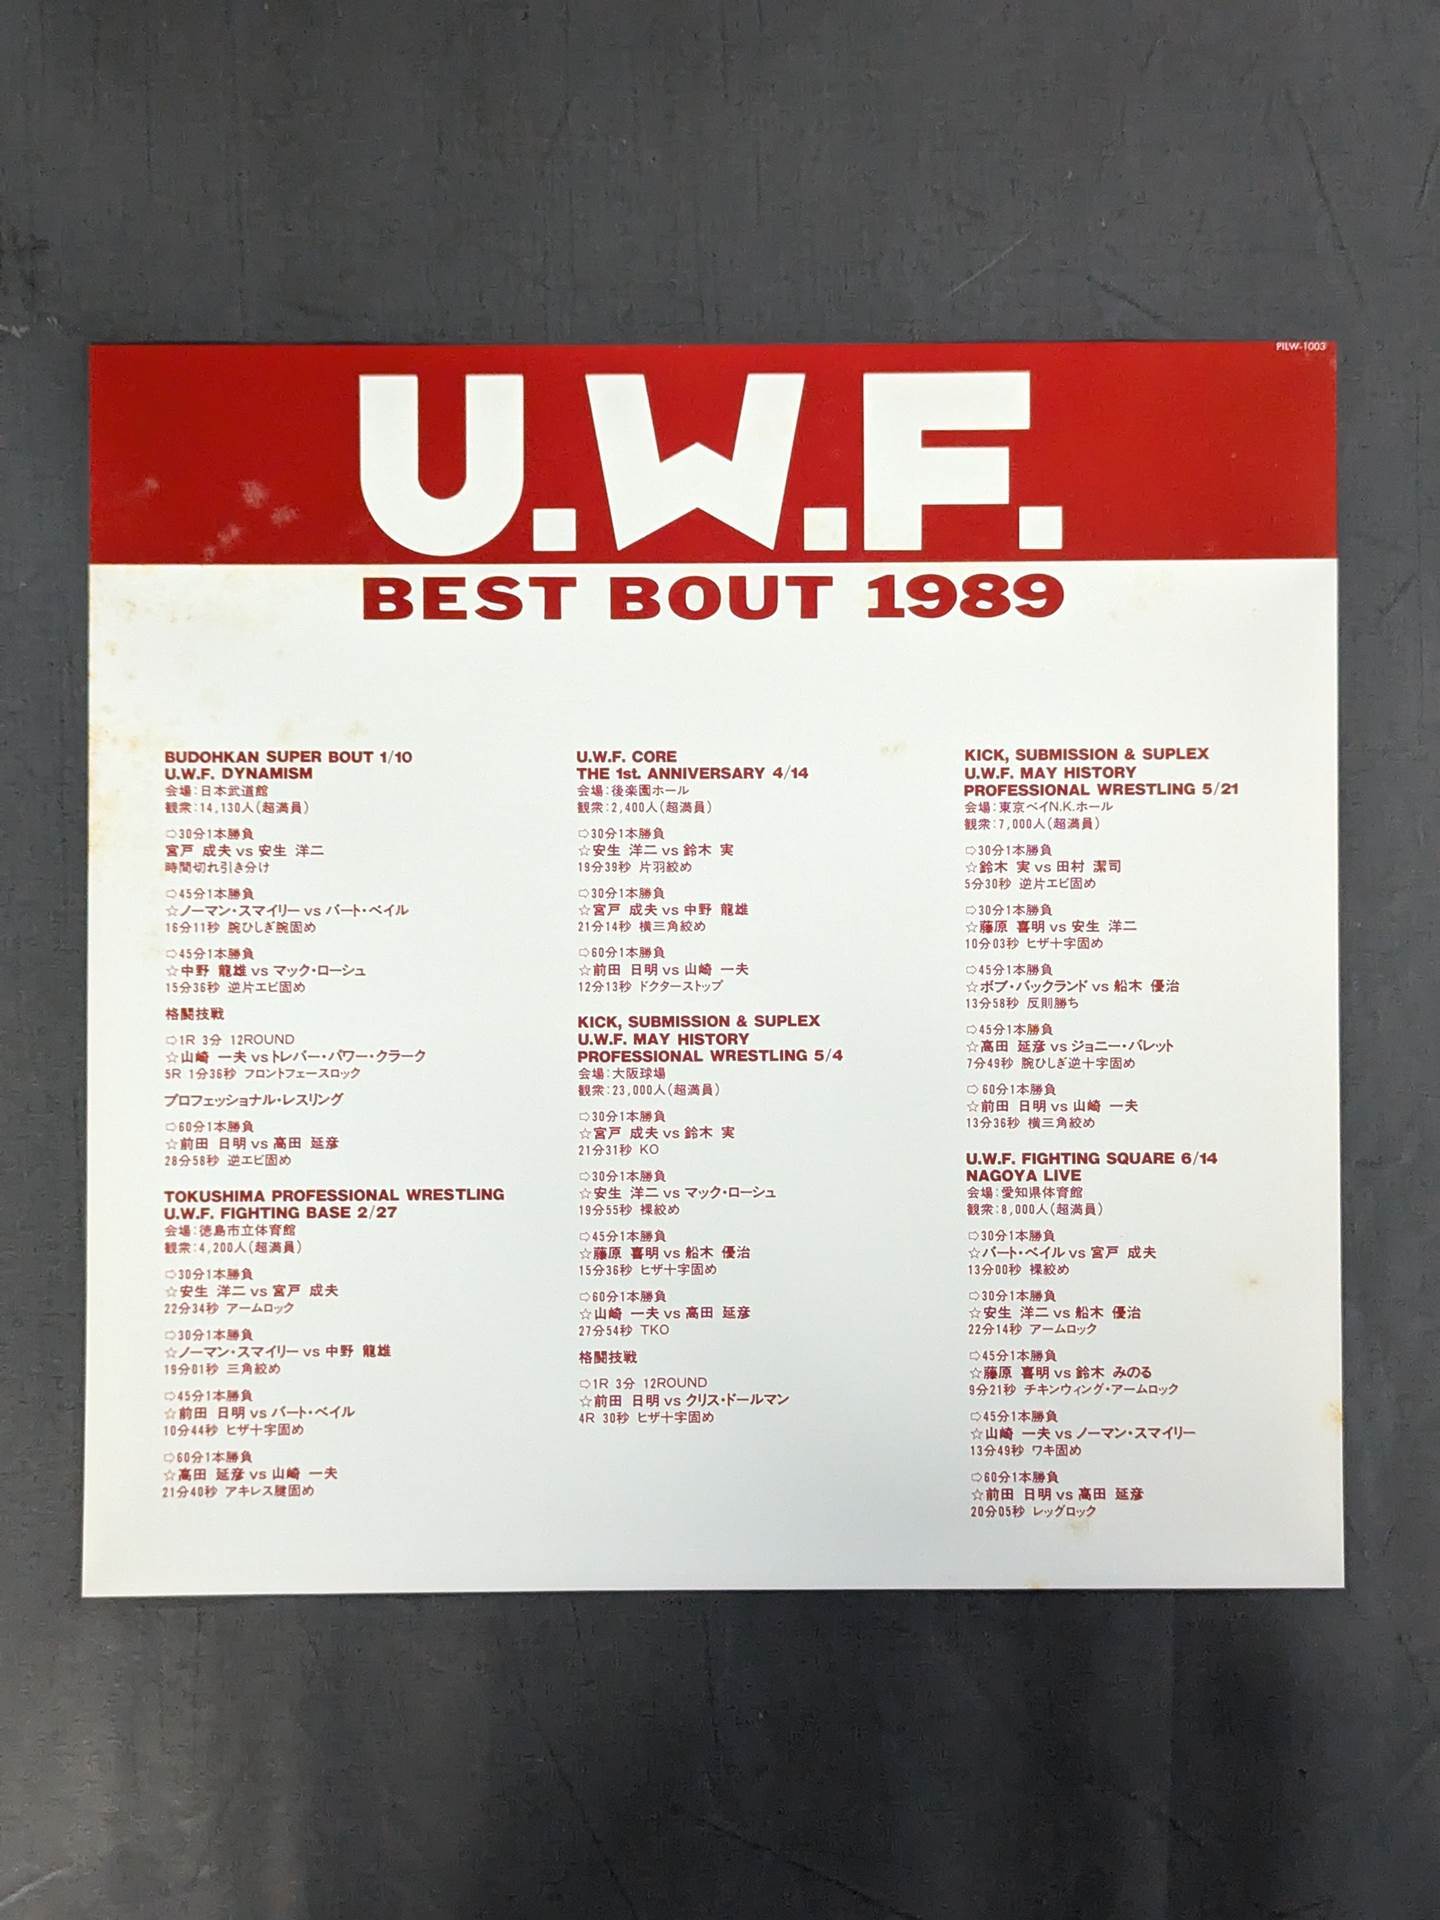 PILW-1003
U.W.F.
BEST BOUT 1989
BUDOHKAN SUPER BOUT 1/10
U.W.F. DYNAMISM
会場:日本武道館
観衆:14,130人(超満員)
⇨30分1本勝負
宮戸 成夫 vs 安生 洋二
時間切れ引き分け
⇨45分1本勝負
☆ノーマン・スマイリー vs バート・ベイル
16分11秒 腕ひしぎ腕固め
⇨45分1本勝負
☆中野 龍雄 vs マック・ローシュ
15分36秒 逆片エビ固め
格闘技戦
⇨1R 3分 12ROUND
☆山崎 一夫 vs トレバー・パワー・クラーク
5R 1分36秒 フロントフェースロック
プロフェッショナル・レスリング
⇨60分1本勝負
☆前田 日明 vs 高田 延彦
28分58秒 逆エビ固め
TOKUSHIMA PROFESSIONAL WRESTLING
U.W.F. FIGHTING BASE 2/27
会場:徳島市立体育館
観衆:4,200人(超満員)
⇨30分1本勝負
☆安生 洋二 vs 宮戸 成夫
22分34秒 アームロック
⇨30分1本勝負
☆ノーマン・スマイリー vs 中野 龍雄
19分01秒 三角絞め
⇨45分1本勝負
☆前田 日明 vs バート・ベイル
10分44秒 ヒザ十字固め
⇨60分1本勝負
☆高田 延彦 vs 山崎 一夫
21分40秒 アキレス腱固め
U.W.F. CORE
THE 1st. ANNIVERSARY 4/14
会場:後楽園ホール
観衆:2,400人(超満員)
⇨30分1本勝負
☆安生 洋二 vs 鈴木 実
19分39秒 片羽絞め
⇨30分1本勝負
☆宮戸 成夫 vs 中野 龍雄
21分14秒 横三角絞め
⇨60分1本勝負
☆前田 日明 vs 山崎 一夫
12分13秒 ドクターストップ
KICK, SUBMISSION & SUPLEX
U.W.F. MAY HISTORY
PROFESSIONAL WRESTLING 5/4
会場:大阪球場
観衆:23,000人(超満員)
⇨30分1本勝負
☆宮戸 成夫 vs 鈴木 実
21分31秒 KO
⇨30分1本勝負
☆安生 洋二 vs マック・ローシュ
19分55秒 裸絞め
⇨45分1本勝負
☆藤原 喜明 vs 船木 優治
15分36秒 ヒザ十字固め
⇨60分1本勝負
☆山崎 一夫 vs 高田 延彦
27分54秒 TKO
格闘技戦
⇨1R 3分 12ROUND
☆前田 日明 vs クリス・ドールマン
4R 30秒 ヒザ十字固め
KICK, SUBMISSION & SUPLEX
U.W.F. MAY HISTORY
PROFESSIONAL WRESTLING 5/21
会場:東京ベイN.K.ホール
観衆:7,000人(超満員)
⇨30分1本勝負
☆鈴木 実 vs 田村 潔司
5分30秒 逆片エビ固め
⇨30分1本勝負
☆藤原 喜明 vs 安生 洋二
10分03秒 ヒザ十字固め
⇨45分1本勝負
☆ボブ・バックランド vs 船木 優治
13分58秒 反則勝ち
⇨45分1本勝負
☆高田 延彦 vs ジョニー・バレット
7分49秒 腕ひしぎ逆十字固め
⇨60分1本勝負
☆前田 日明 vs 山崎 一夫
13分36秒 横三角絞め
U.W.F. FIGHTING SQUARE 6/14
NAGOYA LIVE
会場:愛知県体育館
観衆:8,000人(超満員)
⇨30分1本勝負
☆バート・ベイル vs 宮戸 成夫
13分00秒 裸絞め
⇨30分1本勝負
☆安生 洋二 vs 船木 優治
22分14秒 アームロック
⇨45分1本勝負
☆藤原 喜明 vs 鈴木 みのる
9分21秒 チキンウィング・アームロック
⇨45分1本勝負
☆山崎 一夫 vs ノーマン・スマイリー
13分49秒 ワキ固め
⇨60分1本勝負
☆前田 日明 vs 高田 延彦
20分05秒 レッグロック